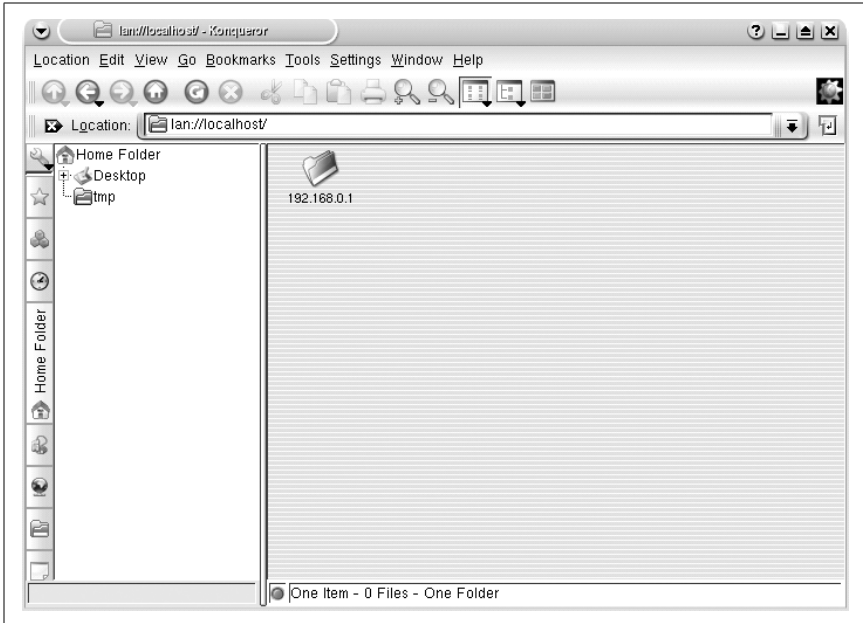 lan://localhost/ - Konqueror
Location Edit View Go Bookmarks Tools Settings Window Help
Location: lan://localhost/
Home Folder
Desktop
tmp
Home Folder
192.168.0.1
One Item - 0 Files - One Folder